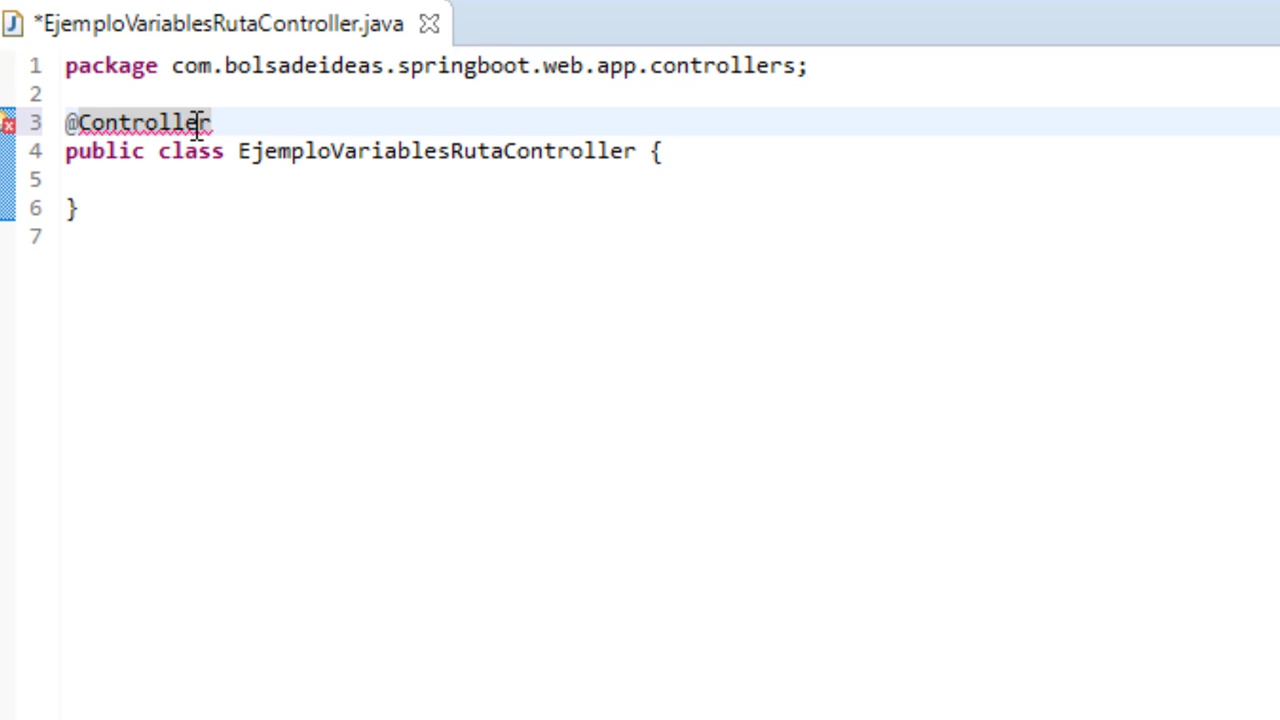 *EjemploVariablesRutaController.java
1 package com.bolsadeideas.springboot.web.app.controllers;
2
3 @Controller
4 public class EjemploVariablesRutaController {
5
6 }
7